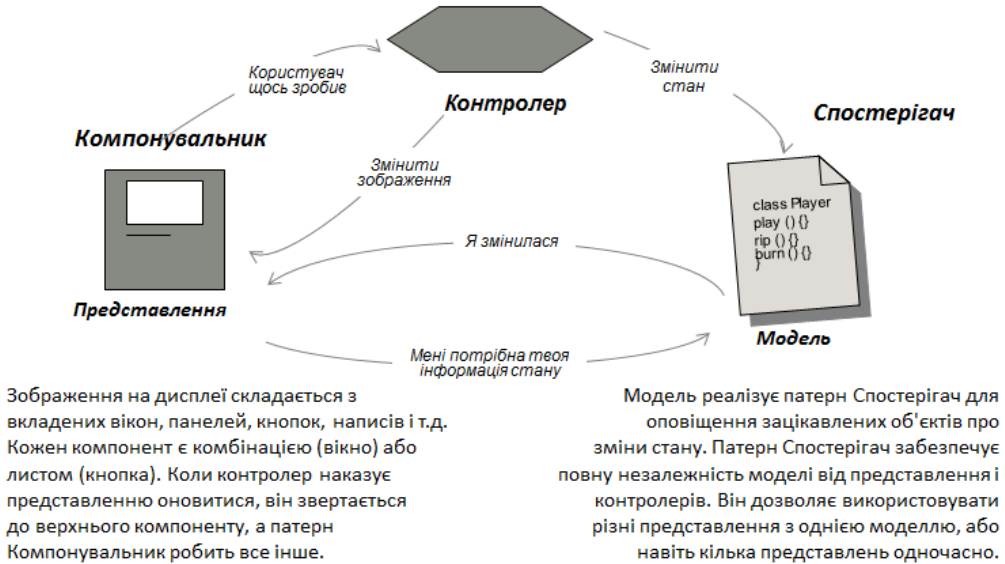 Користувач
щось зробив
Контролер
Змінити
стан
Спостерігач
Компонувальник
Змінити
зображення
class Player
play () {}
rip () {}
burn () {}
}
Я змінилася
Представлення
Модель
Мені потрібна твоя
інформація стану
Зображення на дисплеї складається з
вкладених вікон, панелей, кнопок, написів і т.д.
Кожен компонент є комбінацією (вікно) або
листом (кнопка). Коли контролер наказує
представленню оновитися, він звертається
до верхнього компоненту, а патерн
Компонувальник робить все інше.
Модель реалізує патерн Спостерігач для
оповіщення зацікавлених об'єктів про
зміни стану. Патерн Спостерігач забезпечує
повну незалежність моделі від представлення і
контролерів. Він дозволяє використовувати
різні представлення з однією моделлю, або
навіть кілька представлень одночасно.